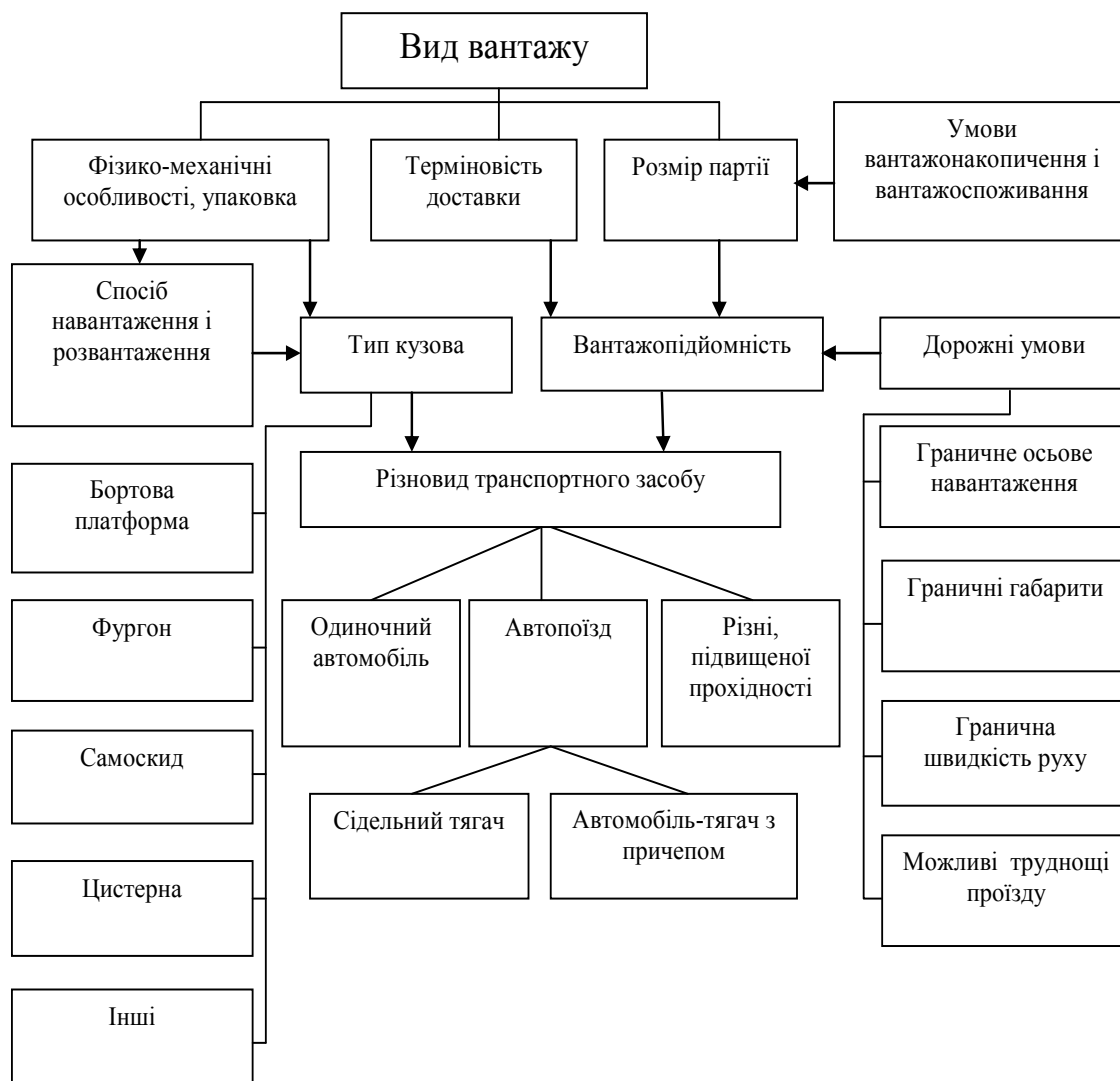 Вид вантажу
Фізико-механічні
особливості, упаковка
Терміновість
доставки
Розмір партії
Умови
вантажонакопичення і
вантажоспоживання
Спосіб
навантаження і
розвантаження
Тип кузова
Вантажопідйомність
Дорожні умови
Різновид транспортного засобу
Бортова
платформа
Фургон
Самоскид
Цистерна
Інші
Одиночний
автомобіль
Автопоїзд
Різні,
підвищеної
прохідності
Сідельний тягач
Автомобіль-тягач з
причепом
Граничне осьове
навантаження
Граничні габарити
Гранична
швидкість руху
Можливі труднощі
проїзду